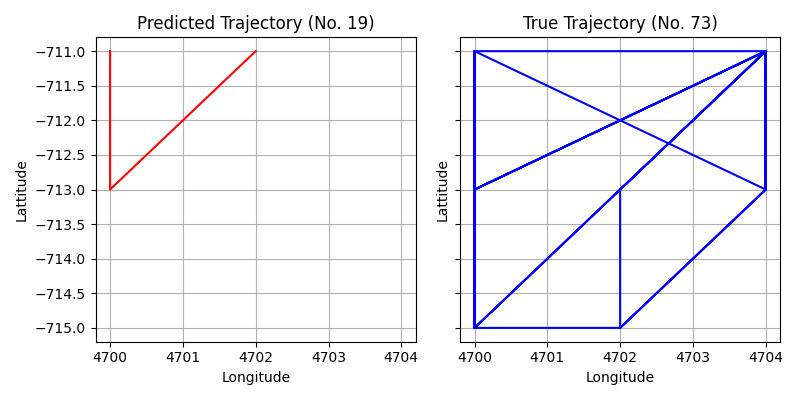 Predicted Trajectory (No. 19)
True Trajectory (No. 73)
−711.0
−711.5
−712.0
−712.5
−713.0
−713.5
−714.0
−714.5
−715.0
Lattitude
Lattitude
4700 4701 4702 4703 4704
4700 4701 4702 4703 4704
Longitude
Longitude